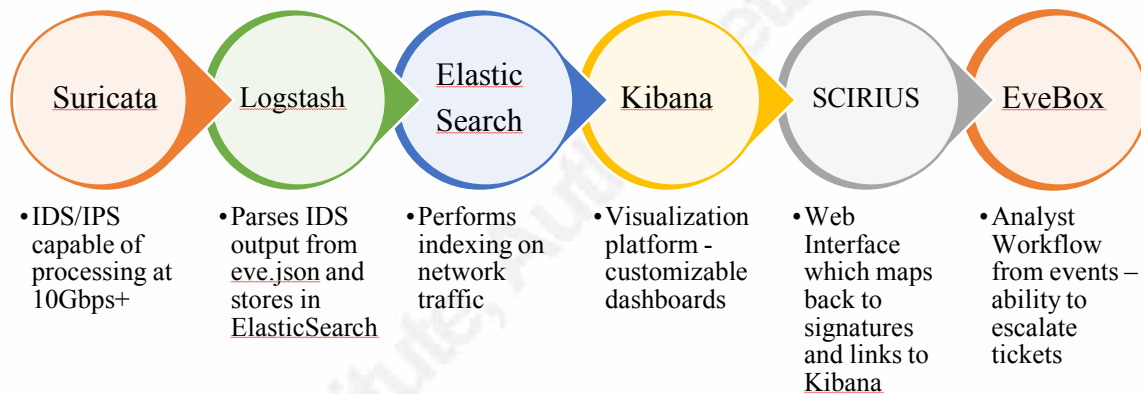 Suricata
Logstash
Elastic
Search
Kibana
SCIRIUS
EveBox
•IDS/IPS
capable of
processing at
10Gbps+
•Parses IDS
output from
eve.json and
stores in
ElasticSearch
•Performs
indexing on
network
traffic
•Visualization
platform -
customizable
dashboards
•Web
Interface
which maps
back to
signatures
and links to
Kibana
•Analyst
Workflow
from events –
ability to
escalate
tickets